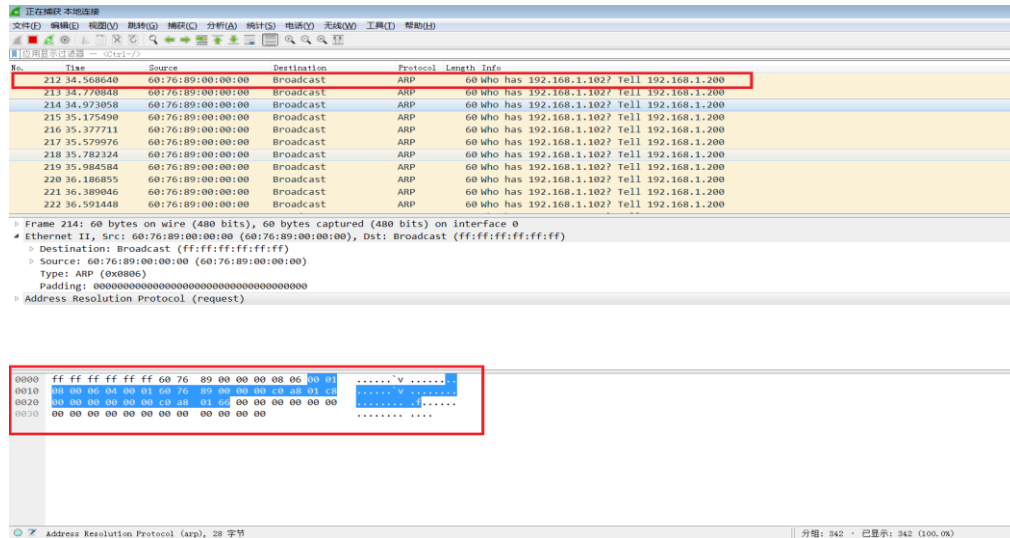 正在捕获 本地连接
文件(F) 编辑(E) 视图(V) 跳转(G) 捕获(C) 分析(A) 统计(S) 电话(Y) 无线(W) 工具(T) 帮助(H)
应用显示过滤器 — <Ctrl-/>
No. Time Source Destination Protocol Length Info
212 34.568640 60:76:89:00:00:00 Broadcast ARP 60 Who has 192.168.1.102? Tell 192.168.1.200
213 34.770848 60:76:89:00:00:00 Broadcast ARP 60 Who has 192.168.1.102? Tell 192.168.1.200
214 34.973058 60:76:89:00:00:00 Broadcast ARP 60 Who has 192.168.1.102? Tell 192.168.1.200
215 35.175490 60:76:89:00:00:00 Broadcast ARP 60 Who has 192.168.1.102? Tell 192.168.1.200
216 35.377711 60:76:89:00:00:00 Broadcast ARP 60 Who has 192.168.1.102? Tell 192.168.1.200
217 35.579976 60:76:89:00:00:00 Broadcast ARP 60 Who has 192.168.1.102? Tell 192.168.1.200
218 35.782324 60:76:89:00:00:00 Broadcast ARP 60 Who has 192.168.1.102? Tell 192.168.1.200
219 35.984584 60:76:89:00:00:00 Broadcast ARP 60 Who has 192.168.1.102? Tell 192.168.1.200
220 36.186855 60:76:89:00:00:00 Broadcast ARP 60 Who has 192.168.1.102? Tell 192.168.1.200
221 36.389046 60:76:89:00:00:00 Broadcast ARP 60 Who has 192.168.1.102? Tell 192.168.1.200
222 36.591448 60:76:89:00:00:00 Broadcast ARP 60 Who has 192.168.1.102? Tell 192.168.1.200
Frame 214: 60 bytes on wire (480 bits), 60 bytes captured (480 bits) on interface 0
Ethernet II, Src: 60:76:89:00:00:00 (60:76:89:00:00:00), Dst: Broadcast (ff:ff:ff:ff:ff:ff)
Destination: Broadcast (ff:ff:ff:ff:ff:ff)
Source: 60:76:89:00:00:00 (60:76:89:00:00:00)
Type: ARP (0x0806)
Padding: 000000000000000000000000000000000000
Address Resolution Protocol (request)
0000 ff ff ff ff ff ff 60 76 89 00 00 00 08 06 00 01 ......`v ........
0010 08 00 06 04 00 01 60 76 89 00 00 00 c0 a8 01 c8 ......`v ........
0020 00 00 00 00 00 00 c0 a8 01 66 00 00 00 00 00 00 ........ .f......
0030 00 00 00 00 00 00 00 00 00 00 00 00 ........ ....
Address Resolution Protocol (arp), 28 字节 分组: 342 · 已显示: 342 (100.0%)